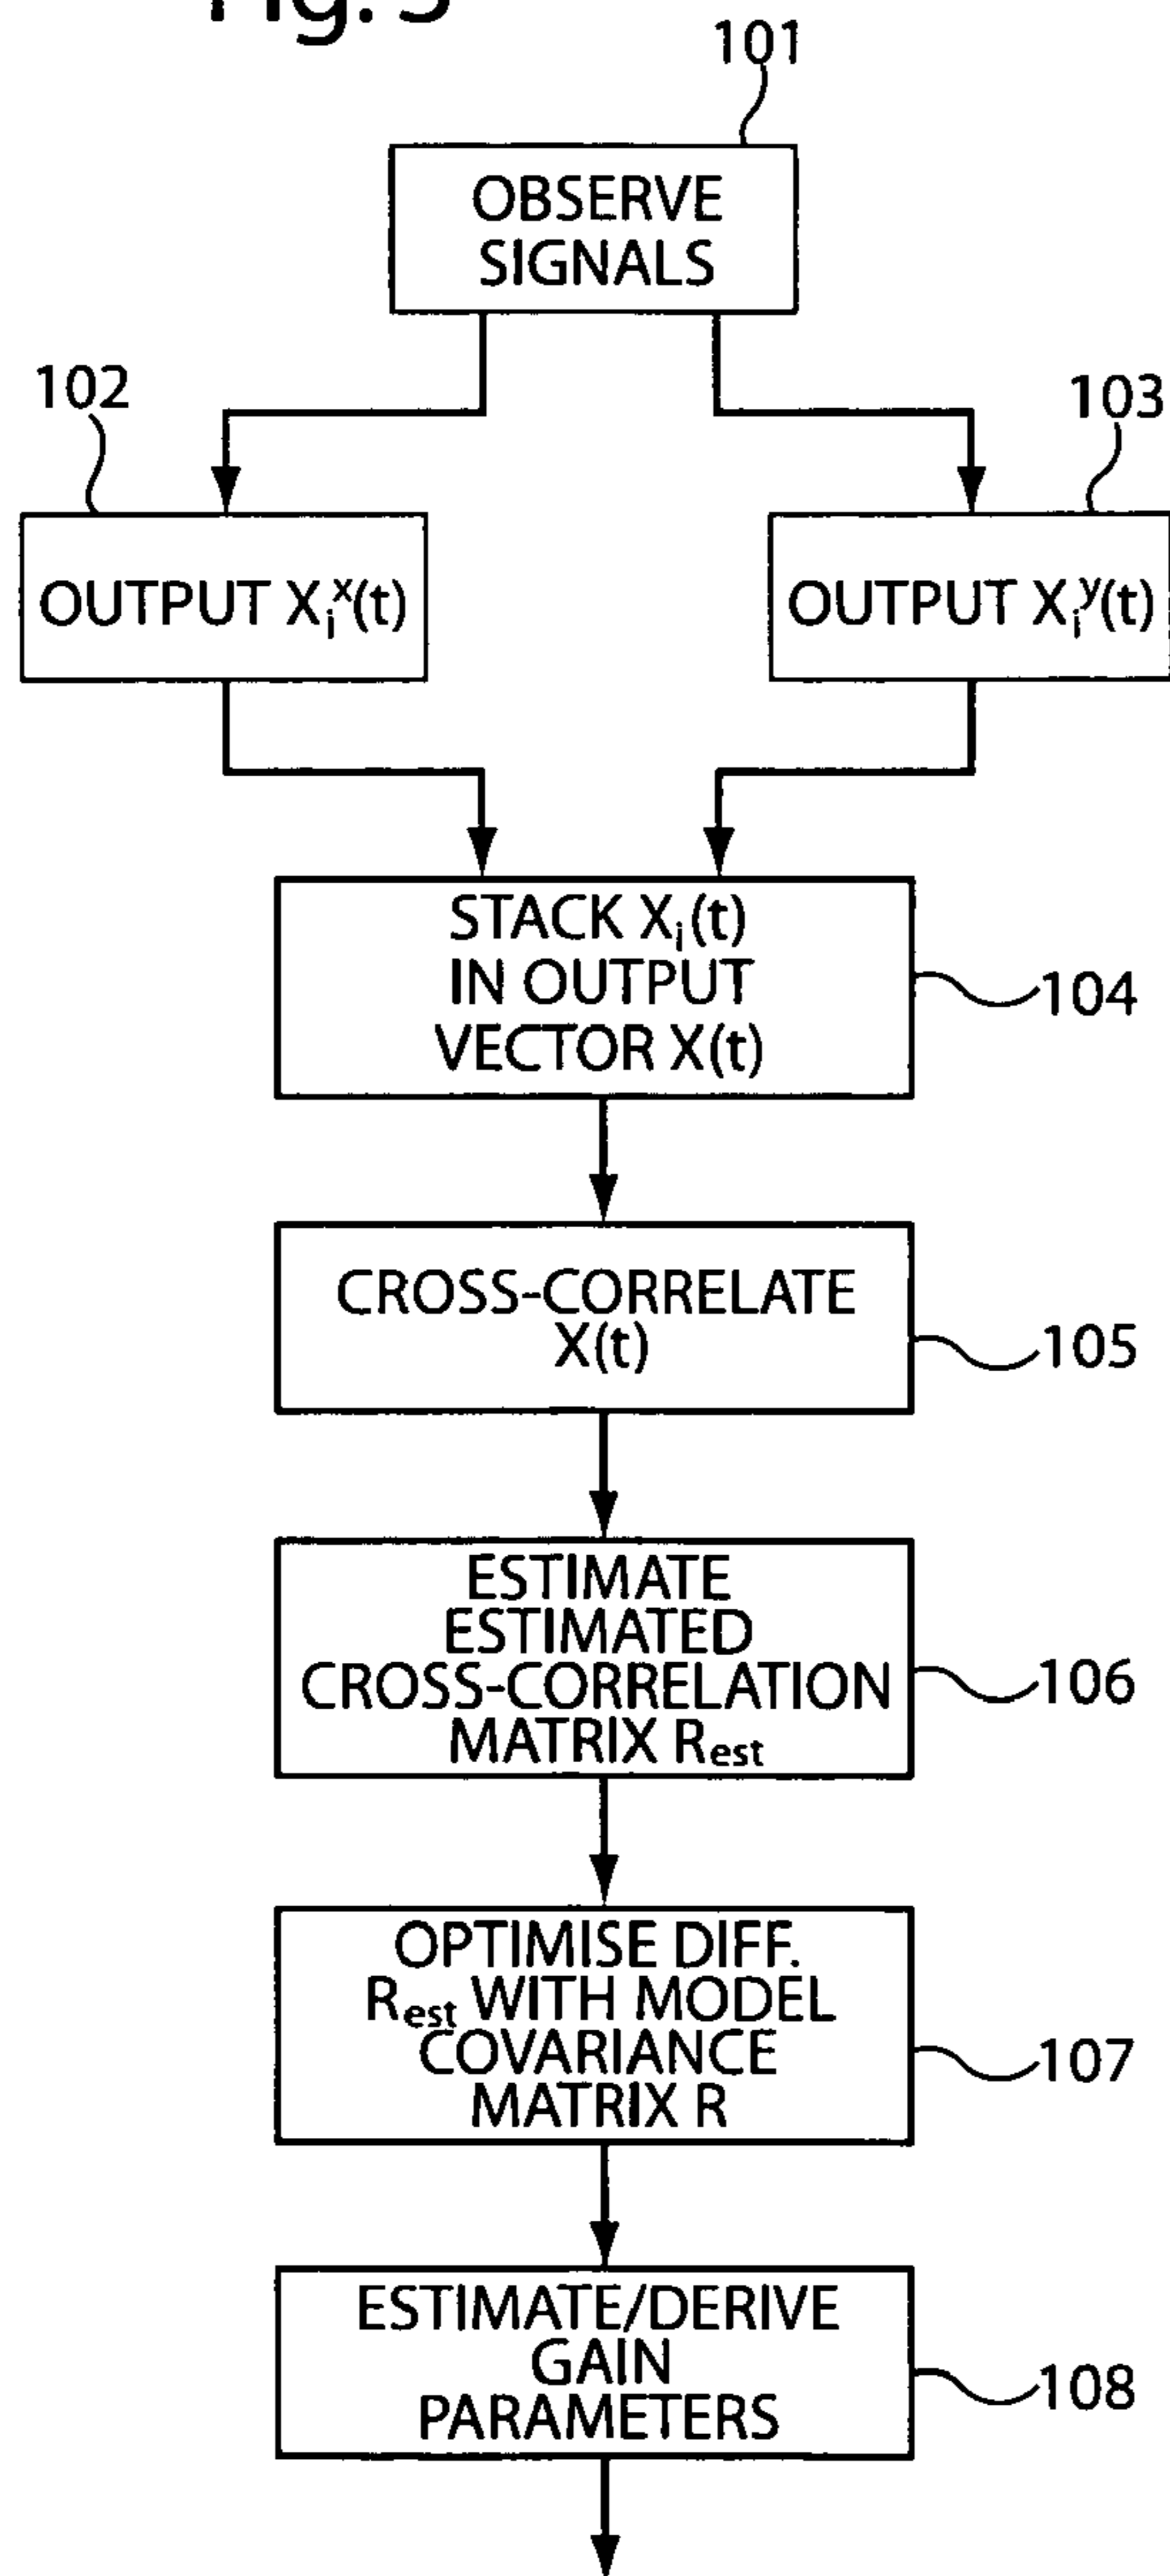 Fig. 3
101
OBSERVE
SIGNALS
102
103
OUTPUT Xᵢˣ(t)
OUTPUT Xᵢʸ(t)
STACK Xᵢ(t)
IN OUTPUT
VECTOR X(t)
104
CROSS-CORRELATE
X(t)
105
ESTIMATE
ESTIMATED
CROSS-CORRELATION
MATRIX Rest
106
OPTIMISE DIFF.
Rest WITH MODEL
COVARIANCE
MATRIX R
107
ESTIMATE/DERIVE
GAIN
PARAMETERS
108